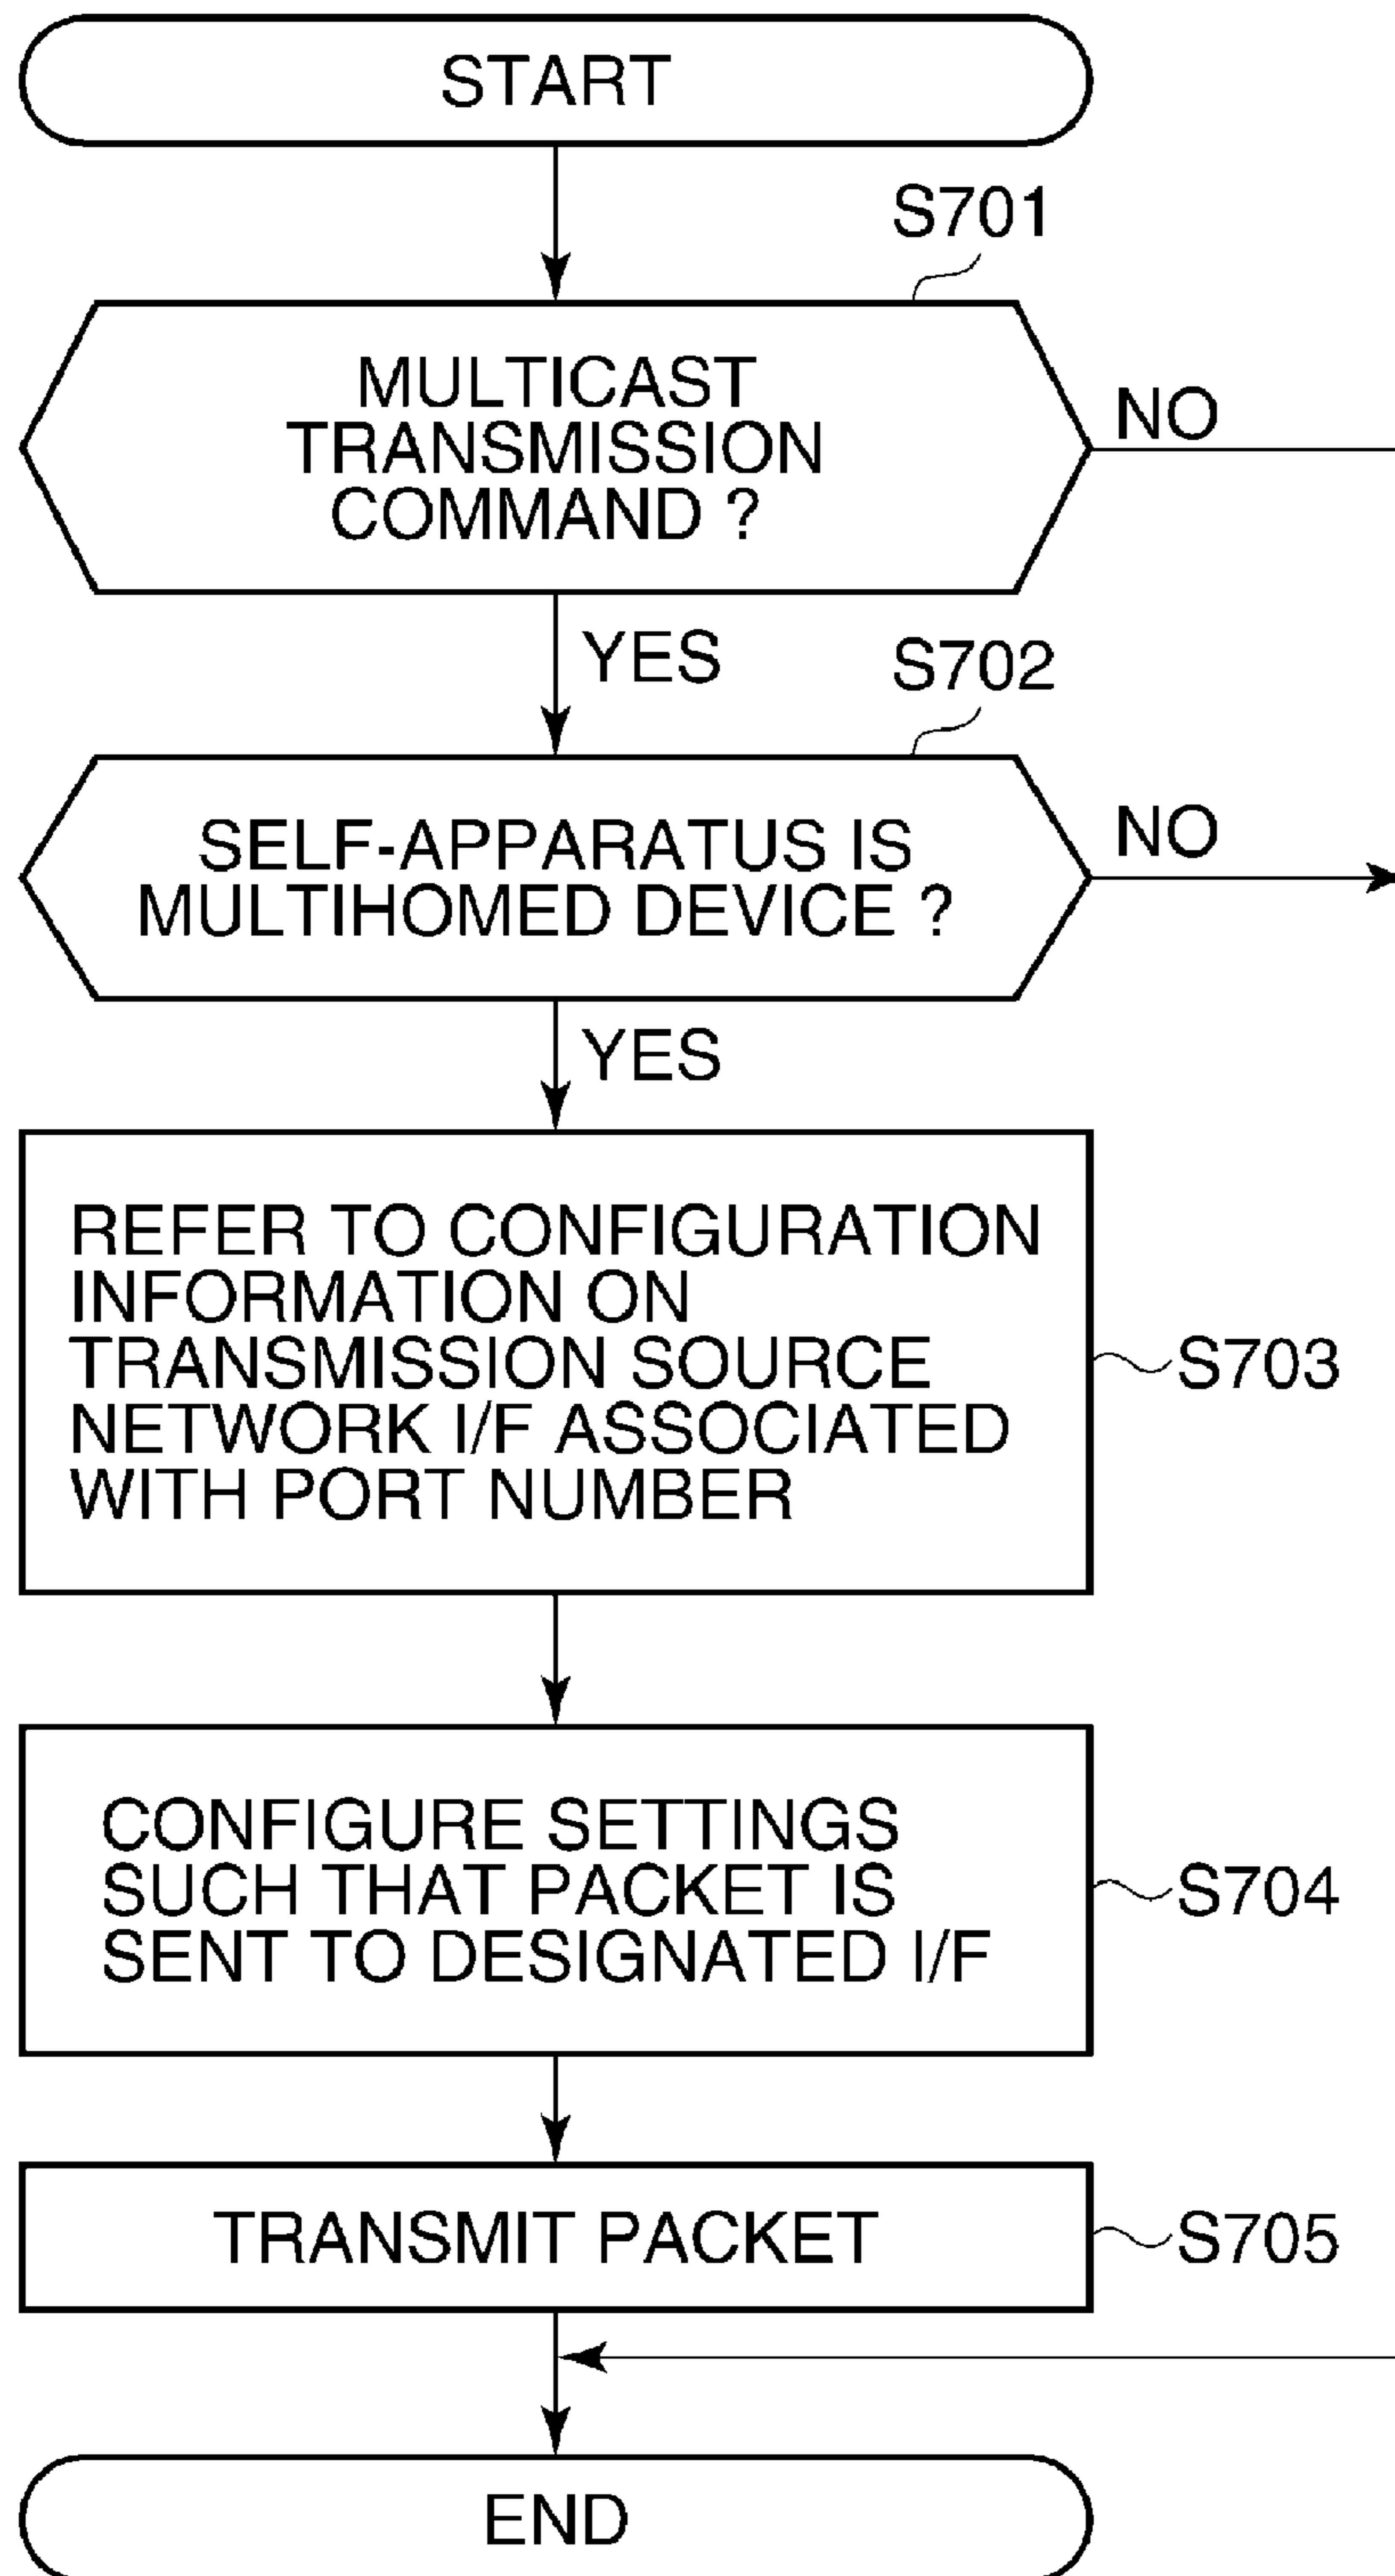 START
S701
MULTICAST
TRANSMISSION
COMMAND ?
NO
YES
S702
SELF-APPARATUS IS
MULTIHOMED DEVICE ?
NO
YES
REFER TO CONFIGURATION
INFORMATION ON
TRANSMISSION SOURCE
NETWORK I/F ASSOCIATED
WITH PORT NUMBER
S703
CONFIGURE SETTINGS
SUCH THAT PACKET IS
SENT TO DESIGNATED I/F
S704
TRANSMIT PACKET
S705
END